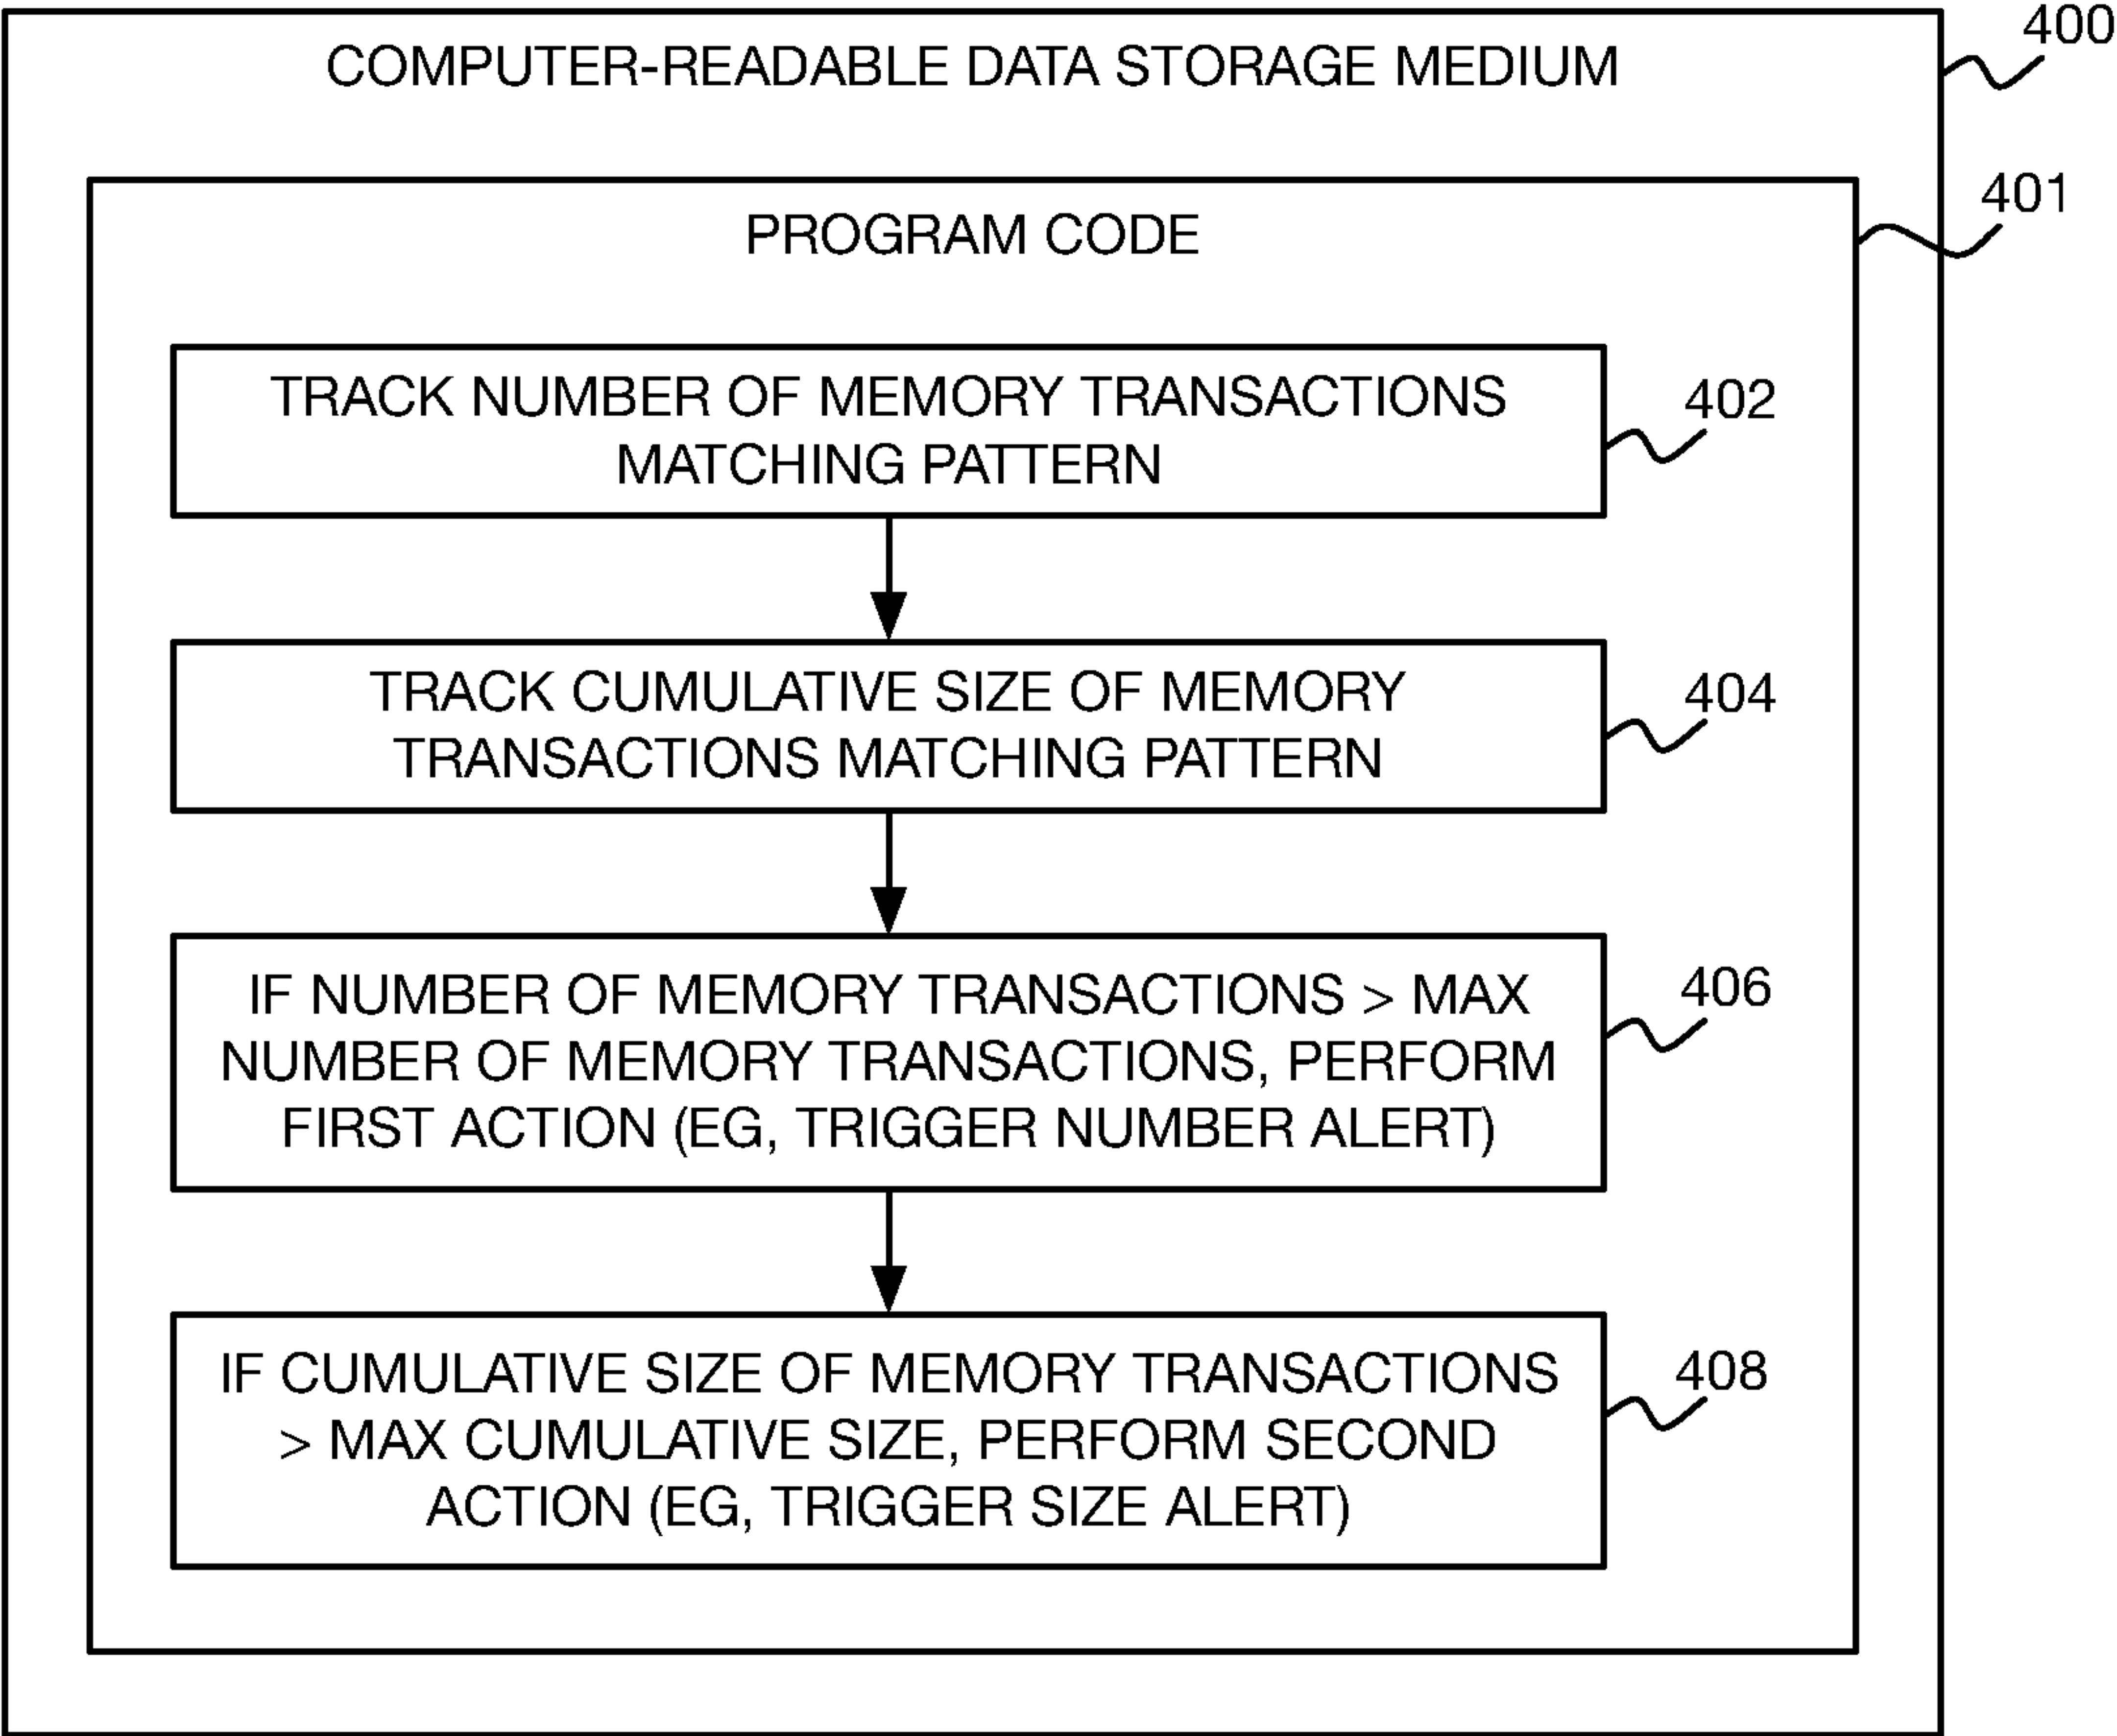 400
COMPUTER-READABLE DATA STORAGE MEDIUM
401
PROGRAM CODE
TRACK NUMBER OF MEMORY TRANSACTIONS
MATCHING PATTERN
402
TRACK CUMULATIVE SIZE OF MEMORY
TRANSACTIONS MATCHING PATTERN
404
IF NUMBER OF MEMORY TRANSACTIONS > MAX
NUMBER OF MEMORY TRANSACTIONS, PERFORM
FIRST ACTION (EG, TRIGGER NUMBER ALERT)
406
IF CUMULATIVE SIZE OF MEMORY TRANSACTIONS
> MAX CUMULATIVE SIZE, PERFORM SECOND
ACTION (EG, TRIGGER SIZE ALERT)
408